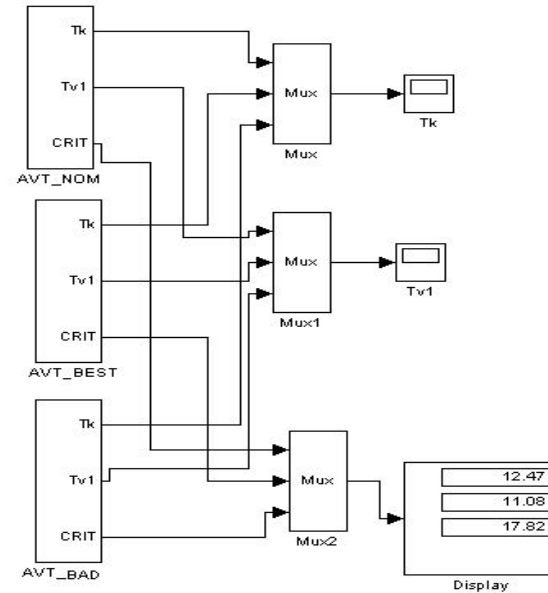 Tk
Tv1
CRIT
AVT_NOM
Mux
Mux
Tk
Tk
Tv1
CRIT
AVT_BEST
Mux
Mux1
Tv1
Tk
Tv1
CRIT
AVT_BAD
Mux
Mux2
12.47
11.08
17.82
Display